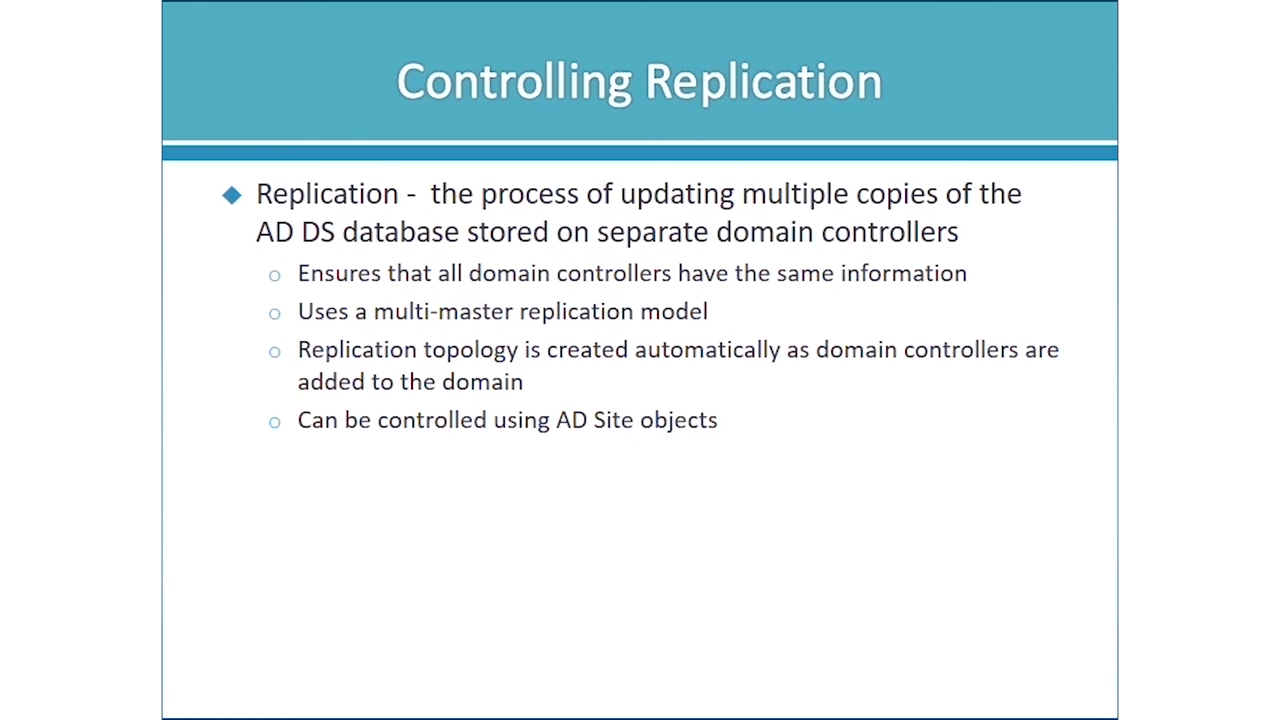 Controlling Replication
Replication -  the process of updating multiple copies of the
AD DS database stored on separate domain controllers
Ensures that all domain controllers have the same information
Uses a multi-master replication model
Replication topology is created automatically as domain controllers are
added to the domain
Can be controlled using AD Site objects